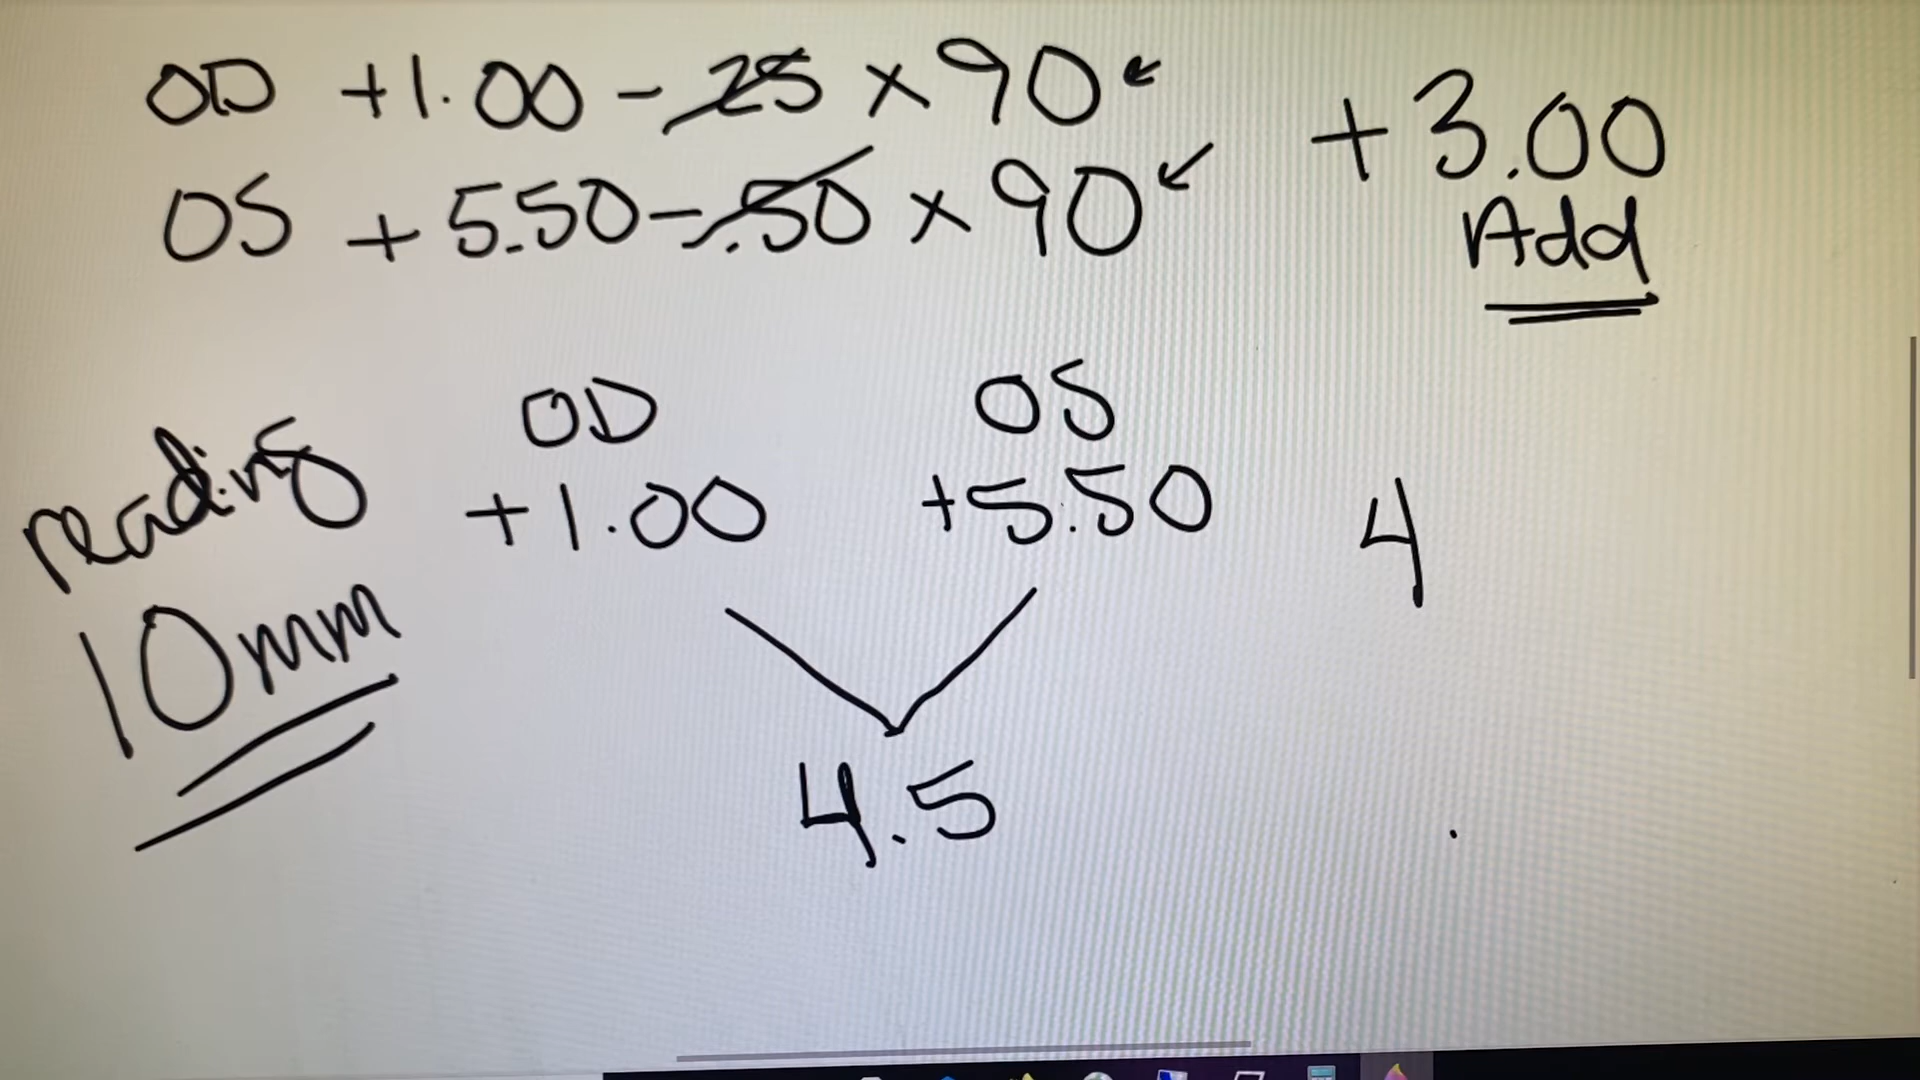 OD +1.00 - .25 x 90
OS +5.50 - .50 x 90
+3.00
Add
reading
10mm
OD
+1.00
OS
+5.50
4
4.5